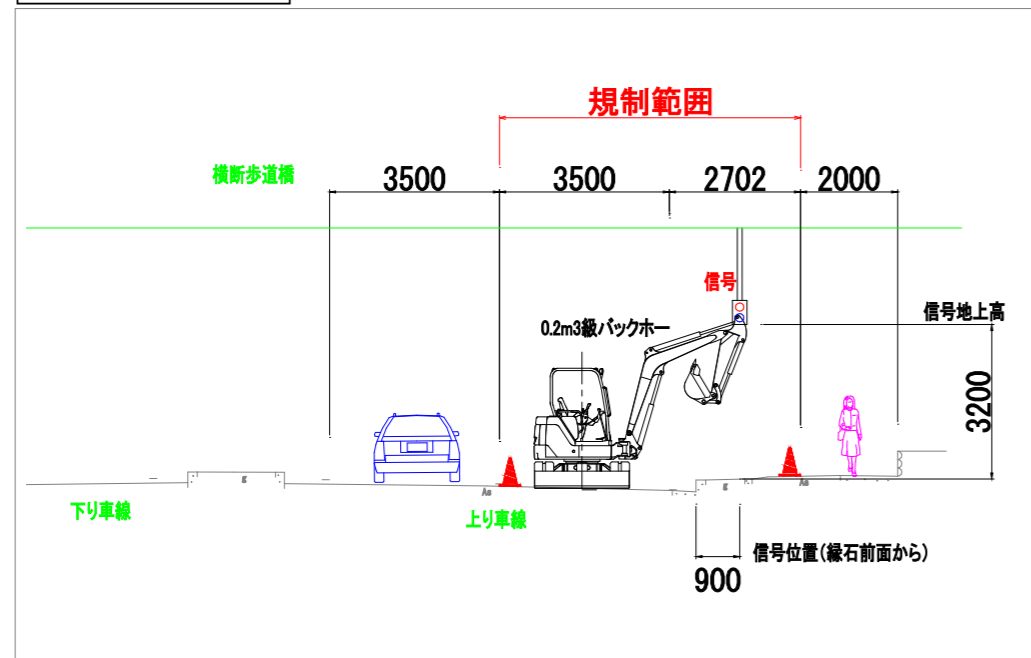 規制範囲
横断歩道橋
3500
3500
2702
2000
信号
信号地上高
0.2m3級バックホー
3200
g
g
As
As
下り車線
上り車線
信号位置(縁石前面から)
900